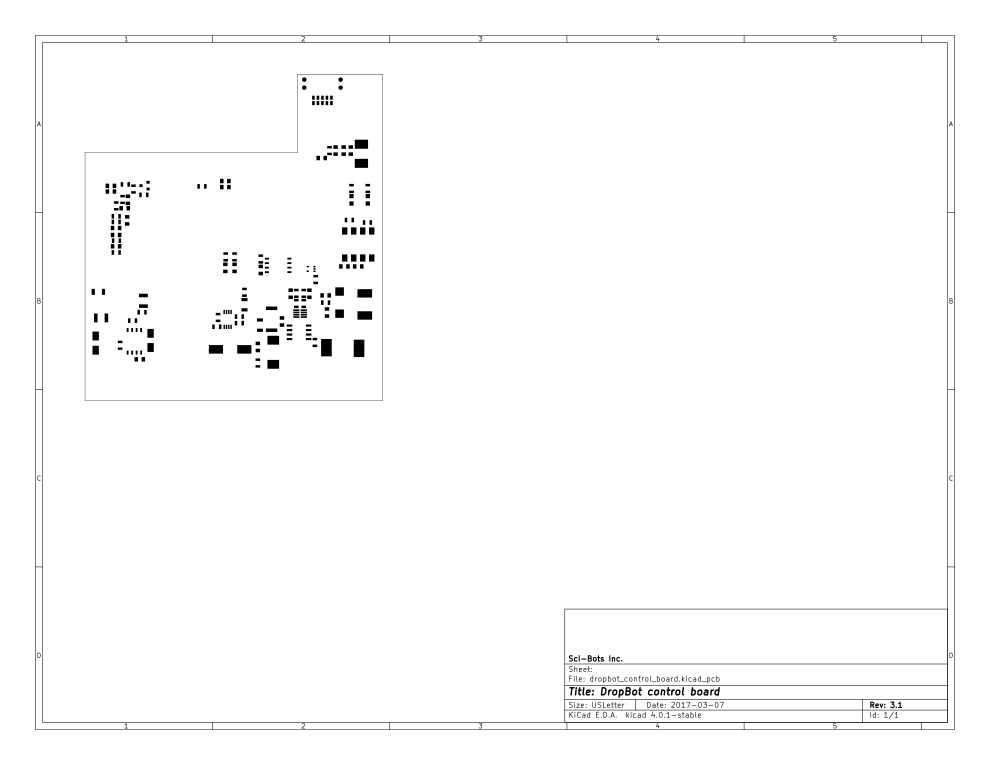 1 2 3 4 5
A A
B B
C C
D D
Sci-Bots Inc.
Sheet:
File: dropbot_control_board.kicad_pcb
Title: DropBot control board
Size: USLetter Date: 2017-03-07 Rev: 3.1
KiCad E.D.A. kicad 4.0.1-stable Id: 1/1
1 2 3 4 5